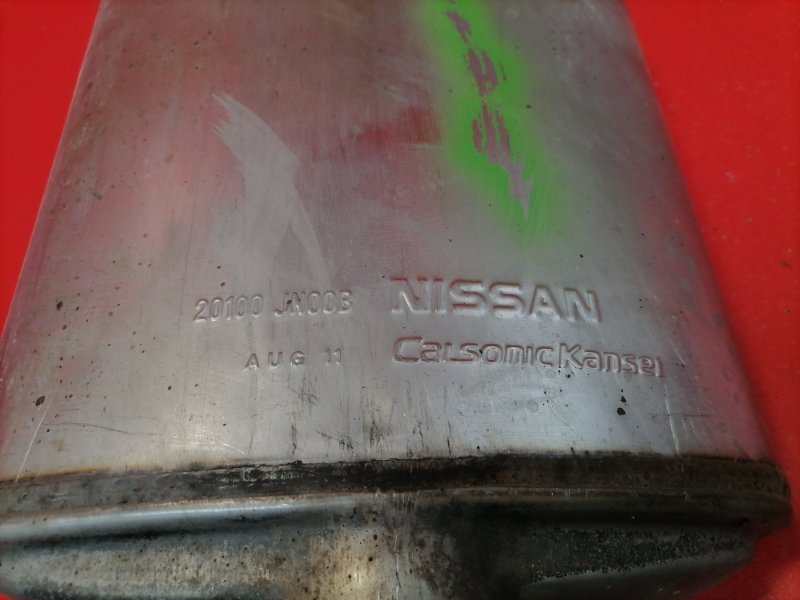 20100 JN00B NISSAN
AUG 11 CalsonicKansei